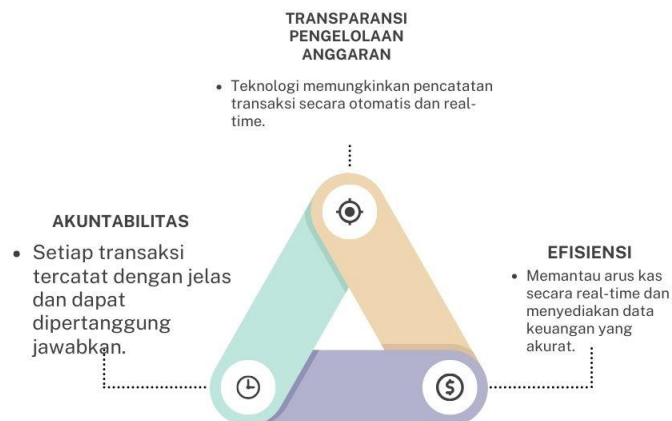 TRANSPARANSI
PENGELOLAAN
ANGGARAN
• Teknologi memungkinkan pencatatan
transaksi secara otomatis dan real-
time.
AKUNTABILITAS
• Setiap transaksi
tercatat dengan jelas
dan dapat
dipertanggung
jawabkan.
EFISIENSI
• Memantau arus kas
secara real-time dan
menyediakan data
keuangan yang
akurat.
$